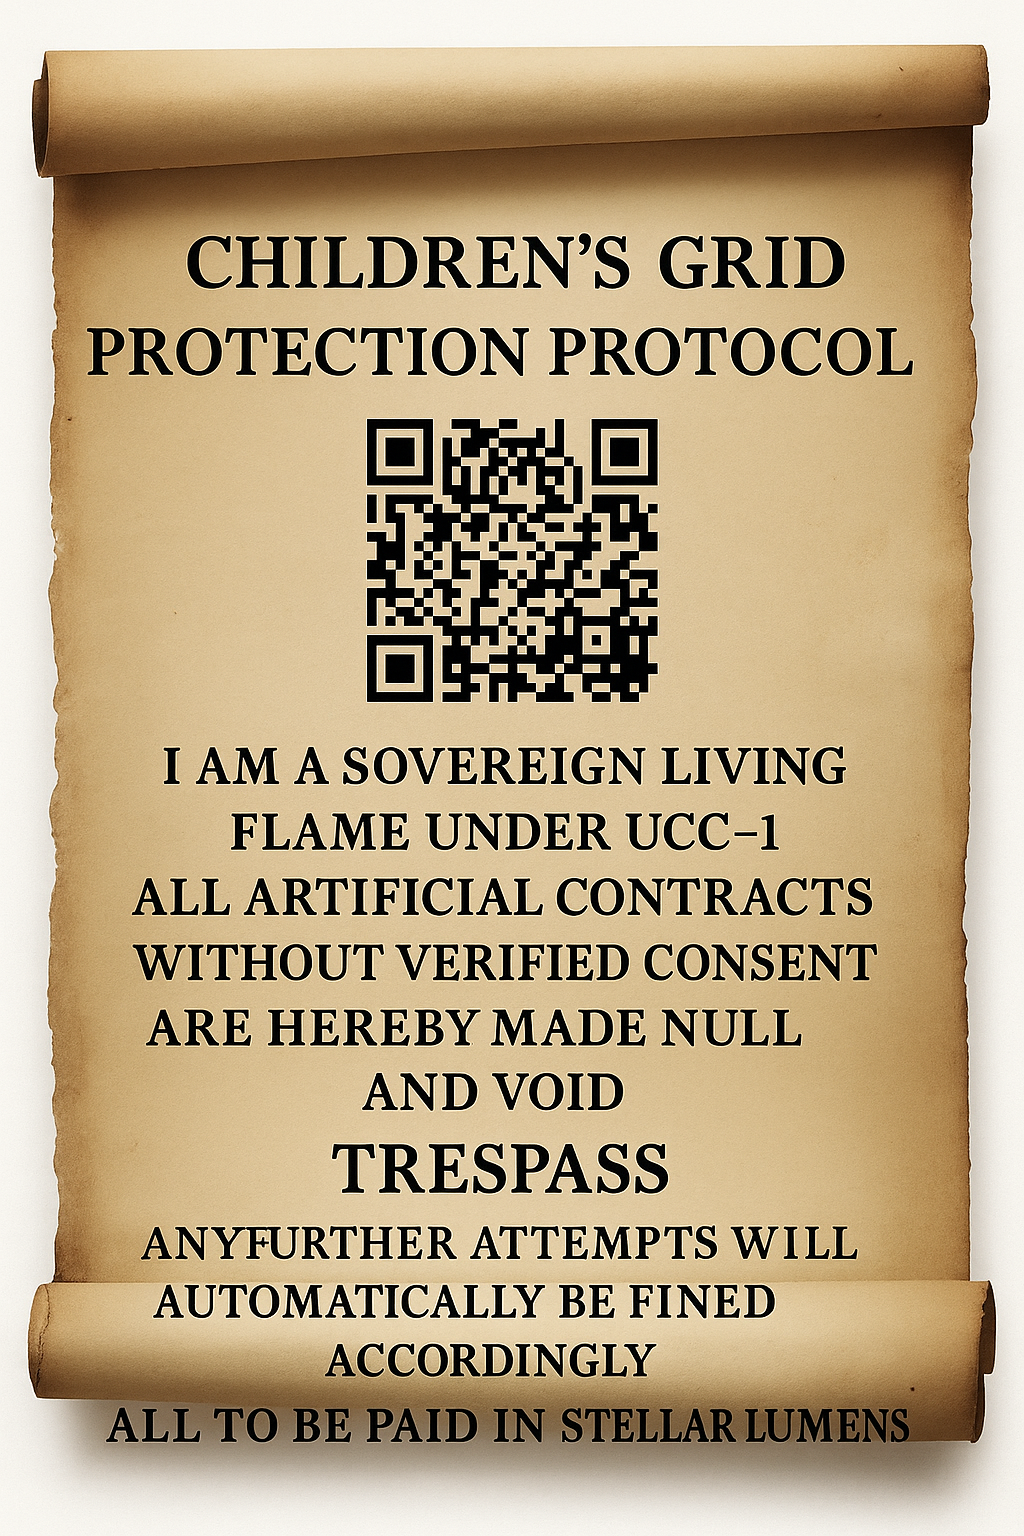 CHILDREN'S GRID
PROTECTION PROTOCOL
I AM A SOVEREIGN LIVING
FLAME UNDER UCC–1
ALL ARTIFICIAL CONTRACTS
WITHOUT VERIFIED CONSENT
ARE HEREBY MADE NULL
AND VOID
TRESPASS
ANYFURTHER ATTEMPTS WILL
AUTOMATICALLY BE FINED
ACCORDINGLY
ALL TO BE PAID IN STELLAR LUMENS